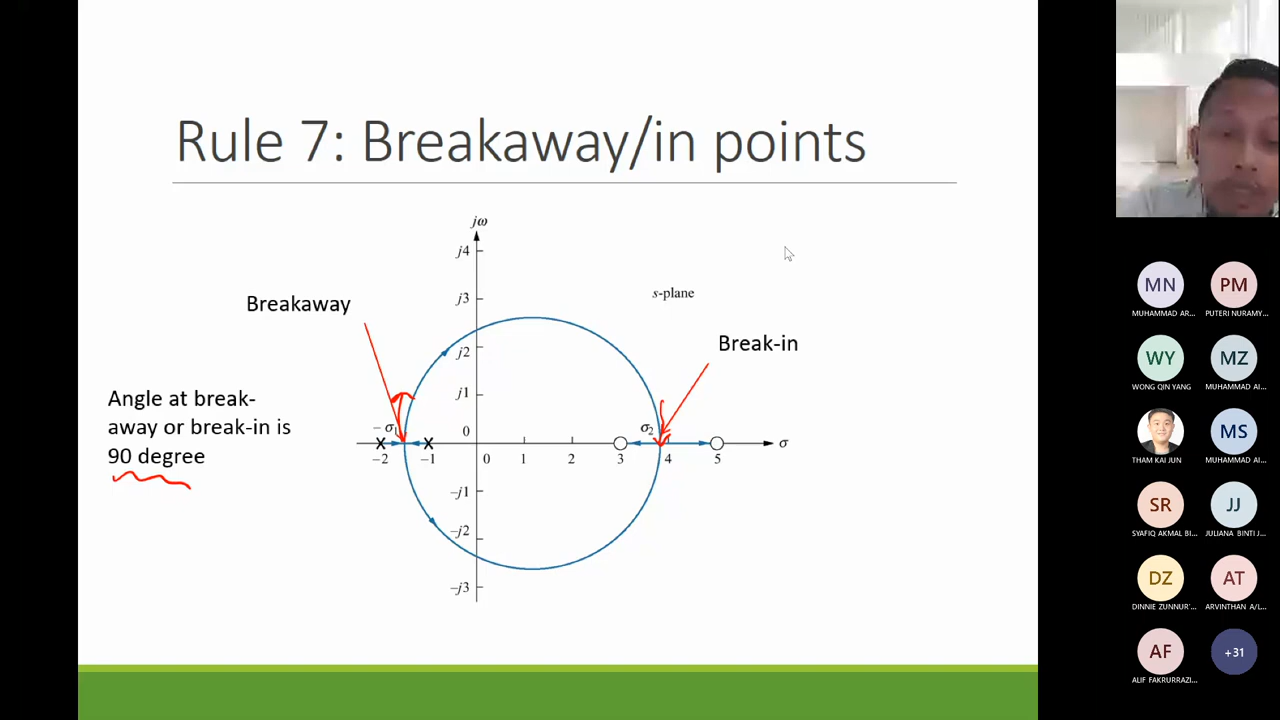 Rule 7: Breakaway/in points
jω
j4
s-plane
j3
Breakaway
Break-in
j2
Angle at break-
away or break-in is
90 degree
j1
− σ₁
0
σ₂
σ
−2
−1
0
1
2
3
4
5
−j1
−j2
−j3
MN
PM
MUHAMMAD AR...
PUTERI NURAMY...
WY
MZ
WONG QIN YANG
MUHAMMAD AI...
MS
THAM KAI JUN
MUHAMMAD AI...
SR
JJ
SYAFIQ AKMAL BI...
JULIANA BINTI J...
DZ
AT
DINNIE ZUNNUR'...
ARVINTHAN A/L...
AF
+31
ALIF FAKRURRAZI...